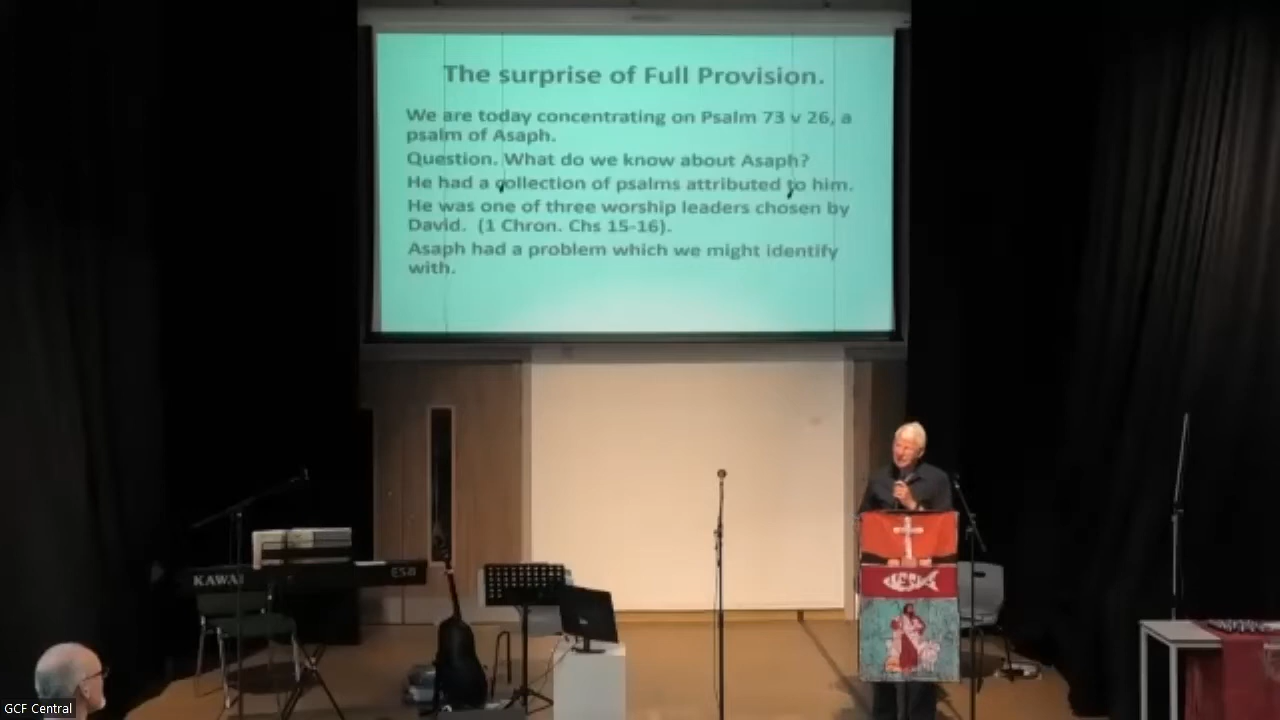 The surprise of Full Provision.
We are today concentrating on Psalm 73 v 26, a
psalm of Asaph.
Question. What do we know about Asaph?
He had a collection of psalms attributed to him.
He was one of three worship leaders chosen by
David. (1 Chron. Chs 15-16).
Asaph had a problem which we might identify
with.
KAWAI
ES8
GCF Central